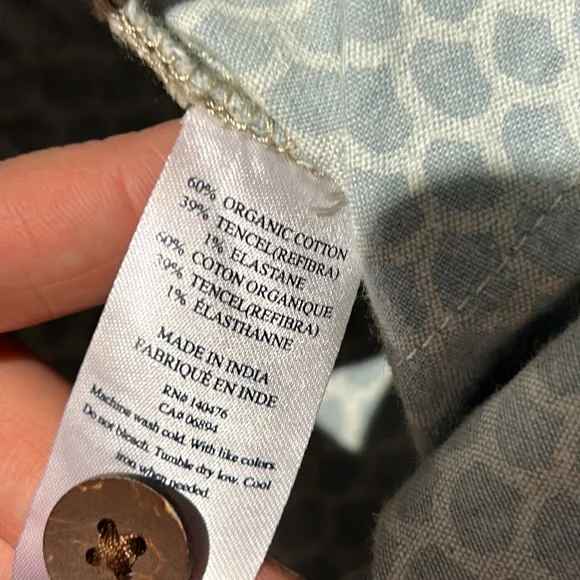 60% ORGANIC COTTON
39% TENCEL(REFIBRA)
1% ELASTANE
60% COTON ORGANIQUE
39% TENCEL(REFIBRA)
1% ÉLASTHANNE
MADE IN INDIA
FABRIQUÉ EN INDE
RN# 140476
CA# 06894
Machine wash cold. With like colors
Do not bleach. Tumble dry low. Cool
iron when needed.